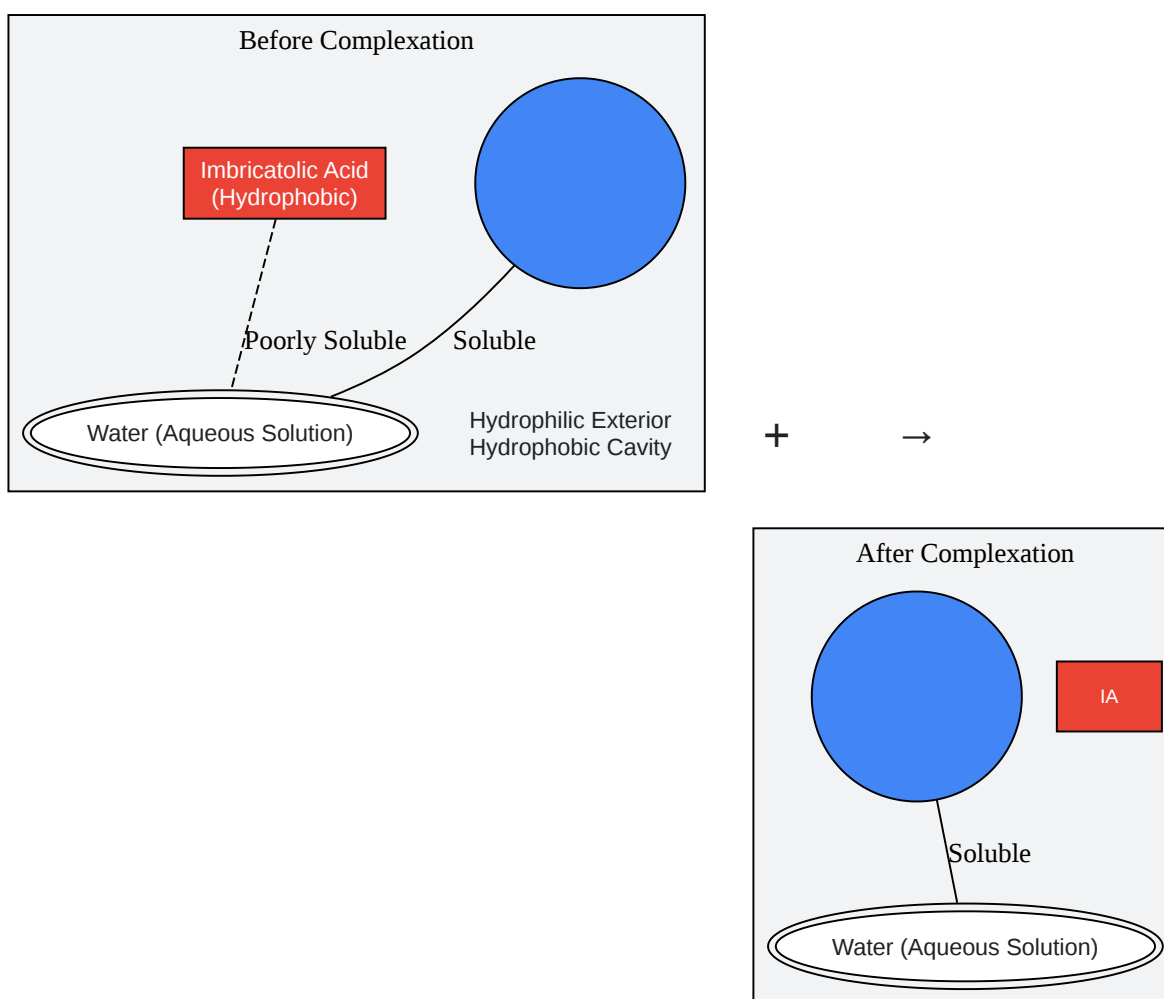 Before Complexation
Imbricatolic Acid
(Hydrophobic)
Poorly Soluble
Soluble
Water (Aqueous Solution)
Hydrophilic Exterior
Hydrophobic Cavity
+
→
After Complexation
IA
Soluble
Water (Aqueous Solution)